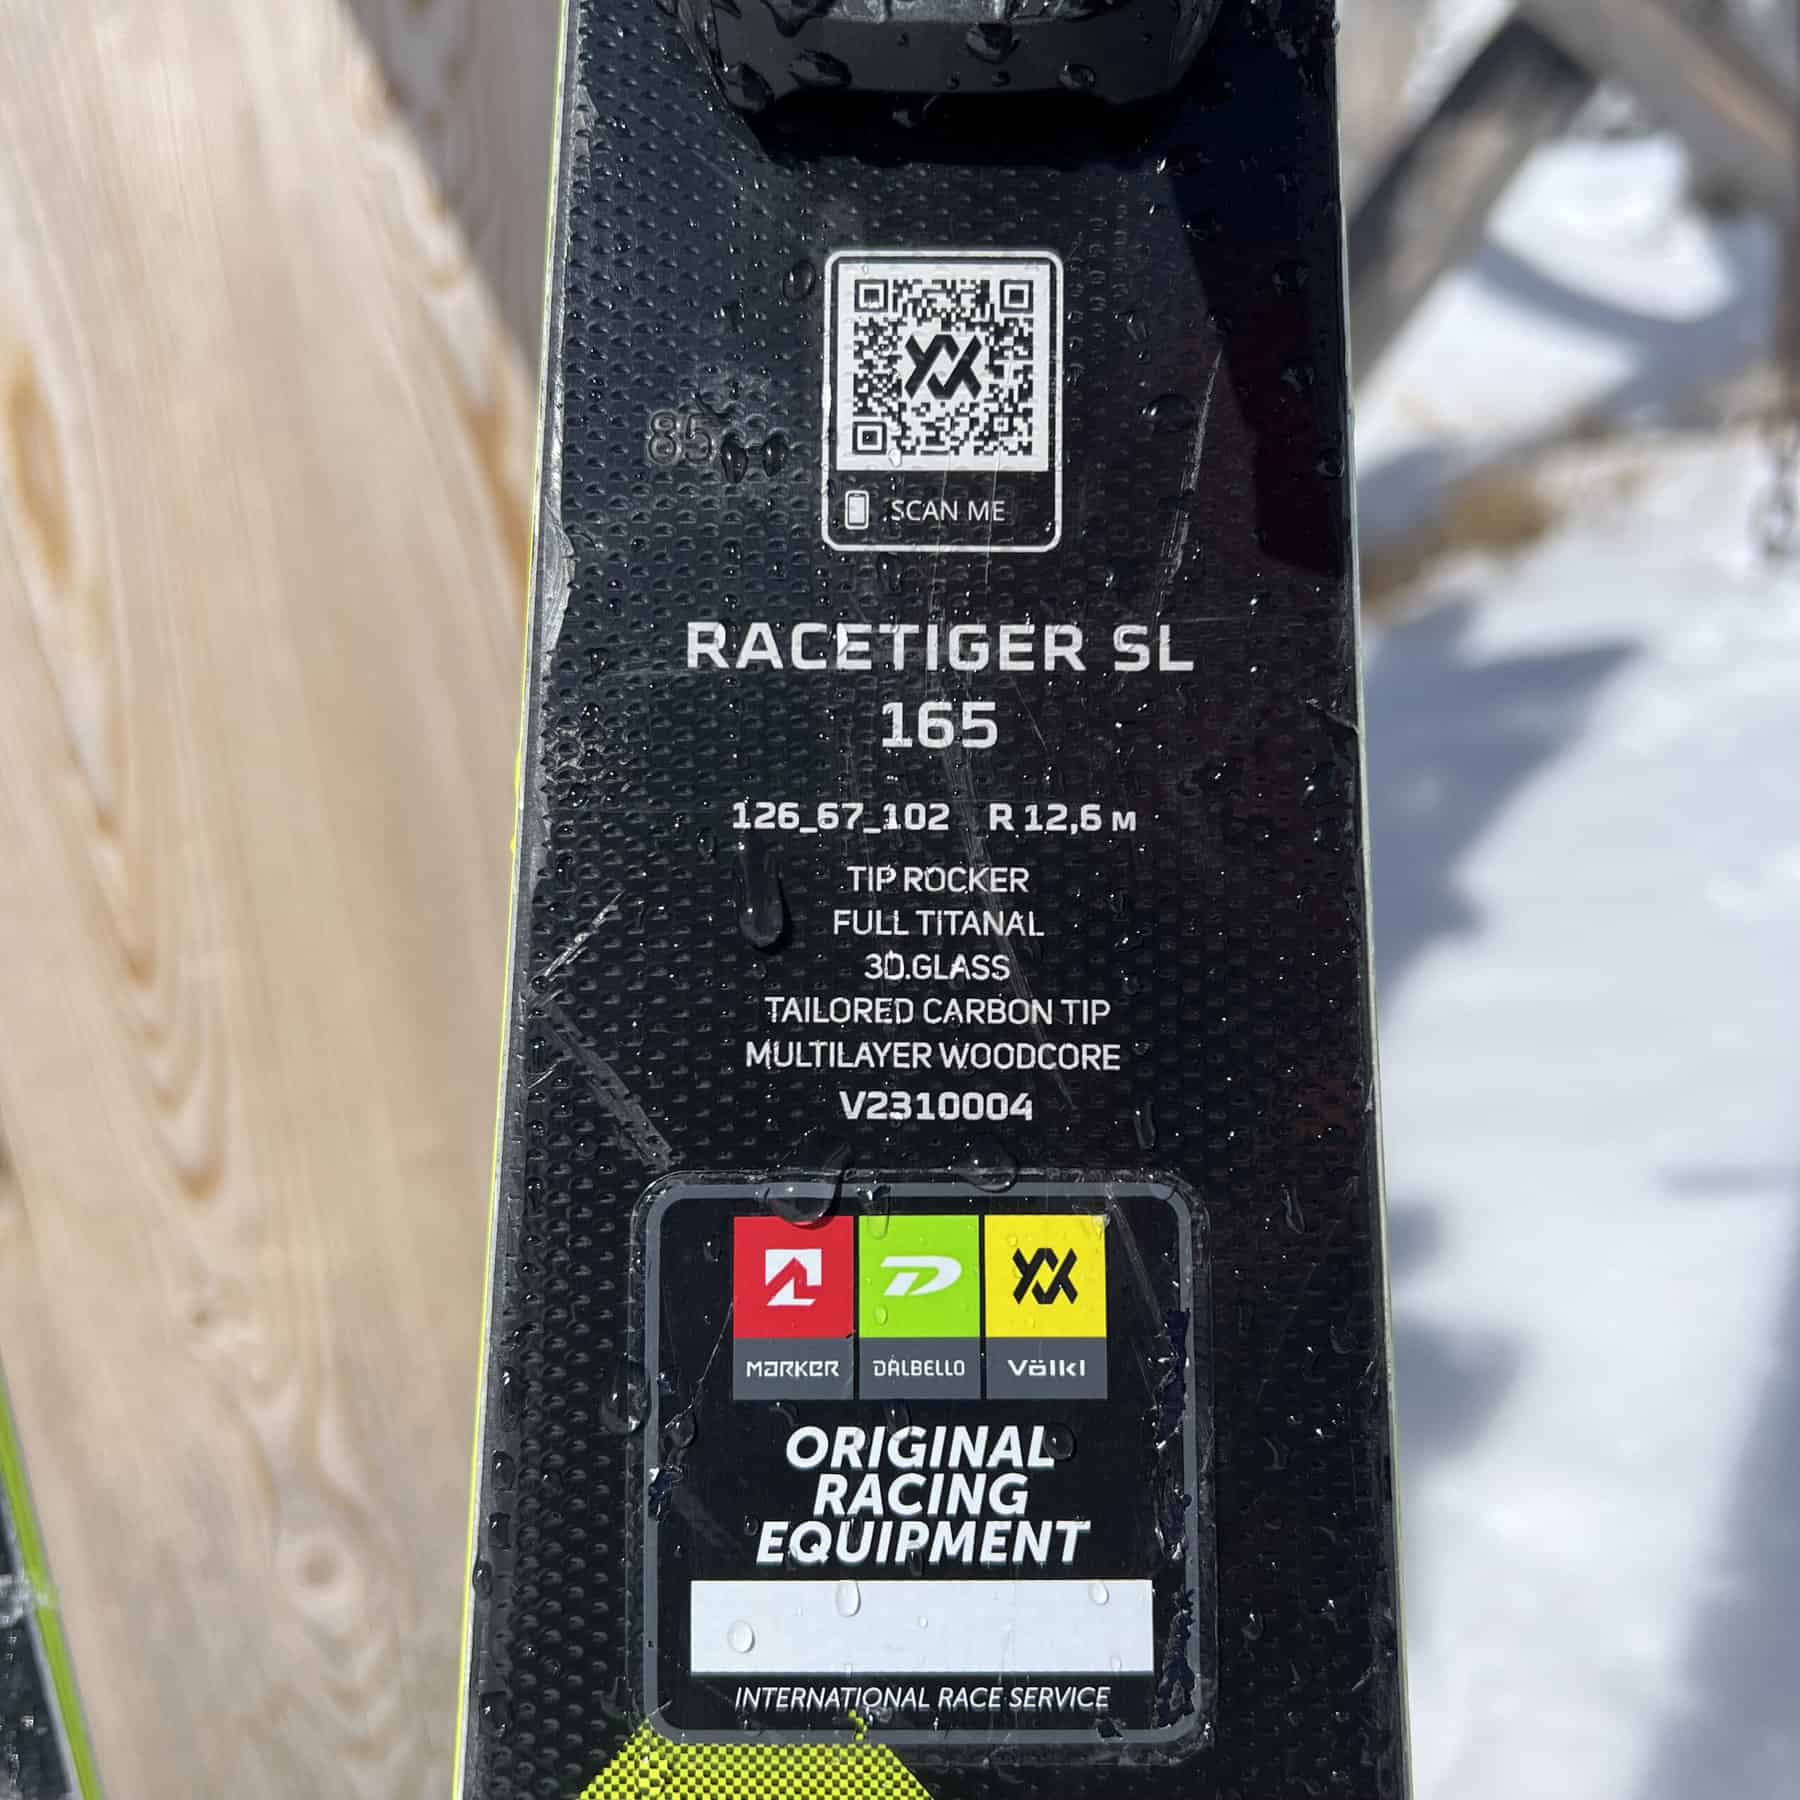 85
SCAN ME
RACETIGER SL
165
126_67_102 R 12,6 M
TIP ROCKER
FULL TITANAL
3D.GLASS
TAILORED CARBON TIP
MULTILAYER WOODCORE
V2310004
MARKER DALBELLO Völkl
ORIGINAL
RACING
EQUIPMENT
INTERNATIONAL RACE SERVICE